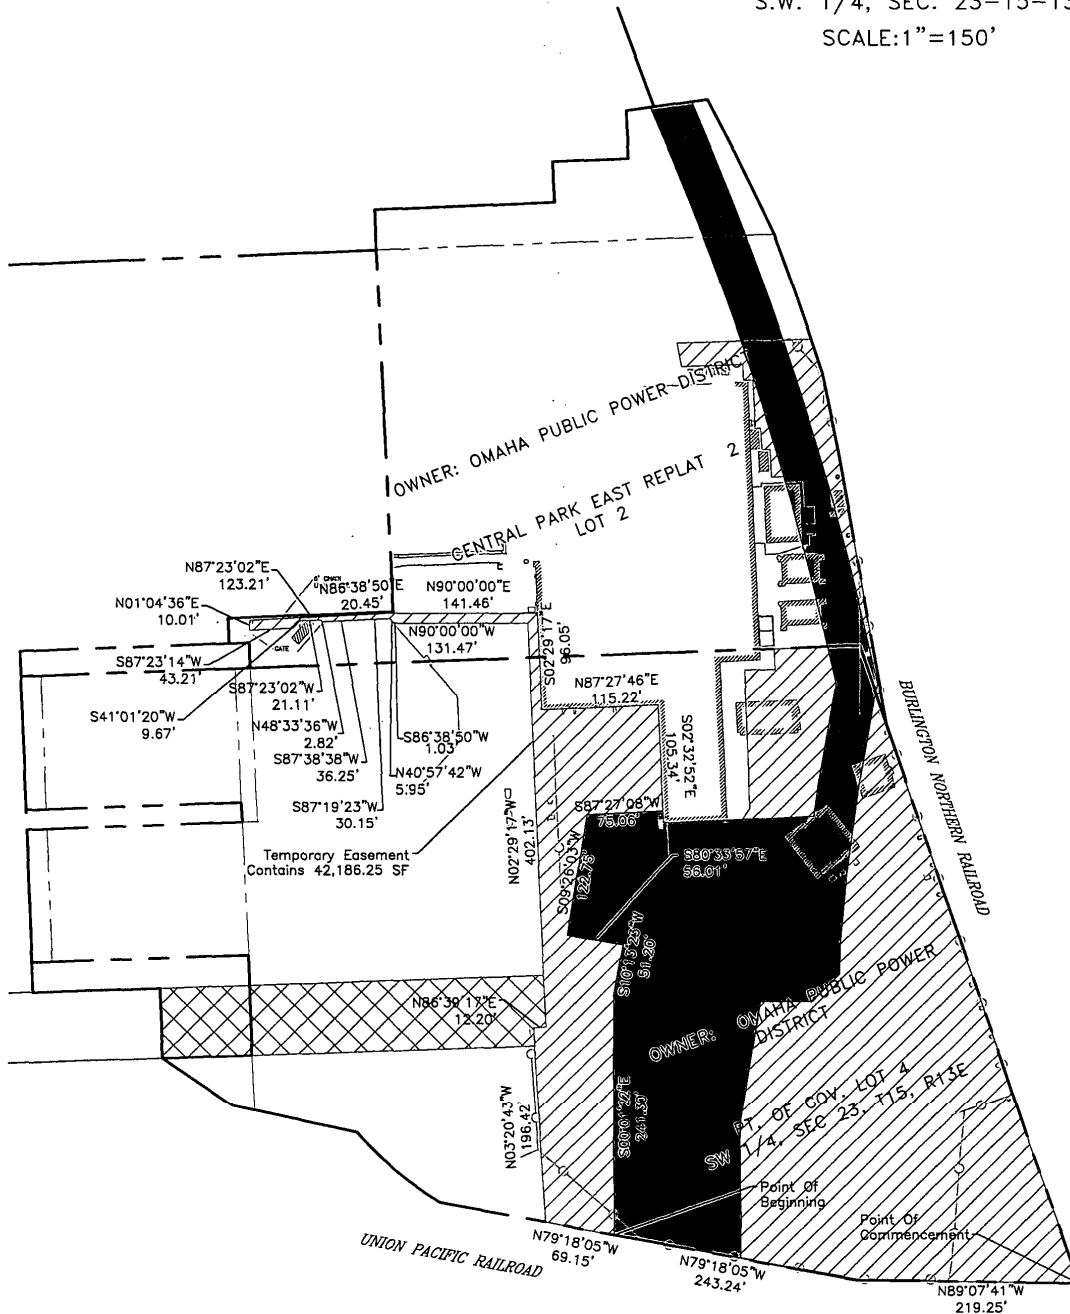 S.W. 1/4, SEC. 23-15-13
SCALE:1"=150'
OWNER: OMAHA PUBLIC POWER DISTRICT
CENTRAL PARK EAST REPLAT 2
LOT 2
N87°23'02"E
123.21'
N86°38'50"E
20.45'
N90°00'00"E
141.46'
N01°04'36"E
10.01'
N90°00'00"W
131.47'
S02°29'17"E
96.05'
GATE
S87°23'14"W
43.21'
S87°23'02"W
21.11'
N87°27'46"E
115.22'
S41°01'20"W
9.67'
N48°33'36"W
2.82'
S86°38'50"W
1.03'
S02°32'52"E
105.34'
S87°38'38"W
36.25'
N40°57'42"W
5.95'
S87°19'23"W
30.15'
N02°29'17"W
402.13'
S87°27'08"W
75.06'
Temporary Easement
Contains 42,186.25 SF
S09°26'03"W
122.75'
S80°33'57"E
56.01'
BURLINGTON NORTHERN RAILROAD
S10°13'23"W
51.20'
N86°39'17"E
12.20'
OWNER: OMAHA PUBLIC POWER
DISTRICT
N03°20'43"W
196.42'
S00°01'22"E
PT. OF GOV. LOT 4
SW 1/4, SEC 23, T15, R13E
Point Of
Beginning
Point Of
Commencement
UNION PACIFIC RAILROAD
N79°18'05"W
69.15'
N79°18'05"W
243.24'
N89°07'41"W
219.25'